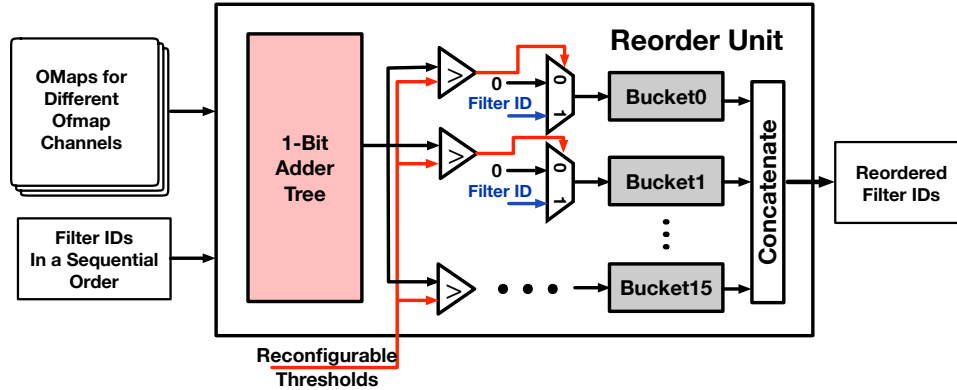 Reorder Unit
OMaps for
Different
Ofmap
Channels
Filter IDs
In a Sequential
Order
1-Bit
Adder
Tree
>
0
Filter ID
0
1
Bucket0
>
0
Filter ID
0
1
Bucket1
>
Bucket15
Concatenate
Reordered
Filter IDs
Reconfigurable
Thresholds